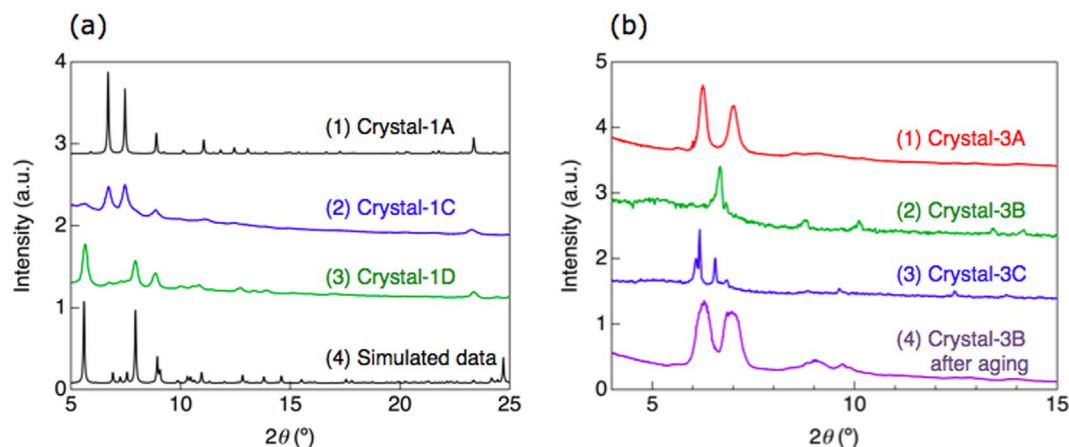 (a)
4
3
2
1
0
5
10
15
20
25
Intensity (a.u.)
2θ (°)
(1) Crystal-1A
(2) Crystal-1C
(3) Crystal-1D
(4) Simulated data
(b)
5
4
3
2
1
0
5
10
15
Intensity (a.u.)
2θ (°)
(1) Crystal-3A
(2) Crystal-3B
(3) Crystal-3C
(4) Crystal-3B
after aging